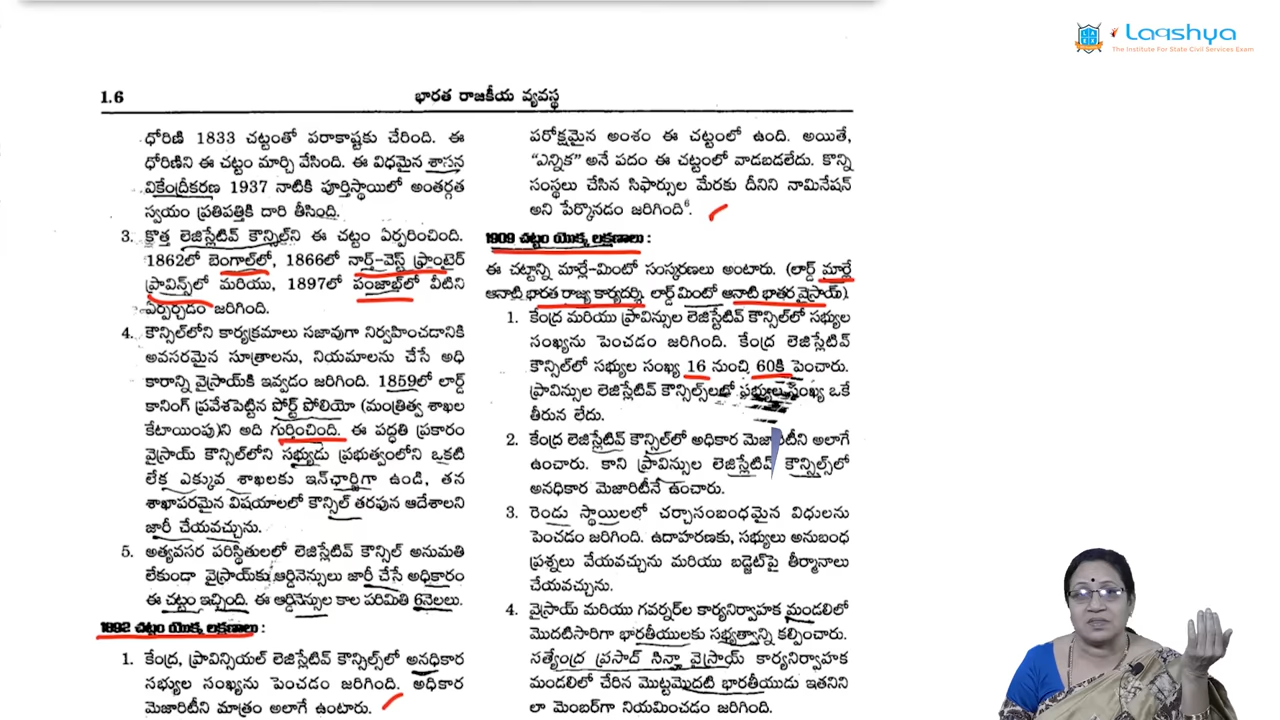 Laqshya
The Institute For State Civil Services Exam
1.6
భారత రాజకీయ వ్యవస్థ
ధోరిణి 1833 చట్టంతో పరాకాష్టకు చేరింది. ఈ
ధోరిణిని ఈ చట్టం మార్చి వేసింది. ఈ విధమైన శాసన
వికేంద్రీకరణ 1937 నాటికి పూర్తిస్థాయిలో అంతర్గత
స్వయం ప్రతిపత్తికి దారి తీసింది.
3. క్రొత్త లెజిస్లేటివ్ కౌన్సిల్‌ని ఈ చట్టం ఏర్పరించింది.
1862లో బెంగాల్‌లో, 1866లో నార్త్-వెస్ట్ ఫ్రాంటైర్
ప్రావిన్స్‌లో మరియు, 1897లో పంజాబ్‌లో వీటిని
ఏర్పర్చడం జరిగింది.
4. కౌన్సిల్‌లోని కార్యక్రమాలు సజావుగా నిర్వహించడానికి
అవసరమైన సూత్రాలను, నియమాలను చేసే అధి
కారాన్ని వైస్రాయ్‌కి ఇవ్వడం జరిగింది. 1859లో లార్డ్
కానింగ్ ప్రవేశపెట్టిన పోర్ట్ పోలియో (మంత్రిత్వ శాఖల
కేటాయింపు)ని అది గుర్తించింది. ఈ పద్ధతి ప్రకారం
వైస్రాయ్ కౌన్సిల్‌లోని సభ్యుడు ప్రభుత్వంలోని ఒకటి
లేక ఎక్కువ శాఖలకు ఇన్‌ఛార్జిగా ఉండి, తన
శాఖాపరమైన విషయాలలో కౌన్సిల్ తరఫున ఆదేశాలని
జారీ చేయవచ్చును.
5. అత్యవసర పరిస్థితులలో లెజిస్లేటివ్ కౌన్సిల్ అనుమతి
లేకుండా వైస్రాయ్‌కు ఆర్డినెన్సులు జారీ చేసే అధికారం
ఈ చట్టం ఇచ్చింది. ఈ ఆర్డినెన్సుల కాల పరిమితి 6నెలలు.
1892 చట్టం యొక్క లక్షణాలు :
1. కేంద్ర, ప్రావిన్సియల్ లెజిస్లేటివ్ కౌన్సిల్స్‌లో అనధికార
సభ్యుల సంఖ్యను పెంచడం జరిగింది. అధికార
మెజారిటీని మాత్రం అలాగే ఉంటారు.
పరోక్షమైన అంశం ఈ చట్టంలో ఉంది. అయితే,
“ఎన్నిక” అనే పదం ఈ చట్టంలో వాడబడలేదు. కొన్ని
సంస్థలు చేసిన సిఫార్సుల మేరకు దీనిని నామినేషన్
అని పేర్కొనడం జరిగింది⁶.
1909 చట్టం యొక్క లక్షణాలు :
ఈ చట్టాన్ని మార్లే-మింటో సంస్కరణలు అంటారు. (లార్డ్ మార్లే
ఆనాటి భారత రాజ్య కార్యదర్శి లార్డ్ మింటో ఆనాటి భాతర వైస్రాయ్).
1. కేంద్ర మరియు ప్రావిన్సుల లెజిస్లేటివ్ కౌన్సిల్‌లో సభ్యుల
సంఖ్యను పెంచడం జరిగింది. కేంద్ర లెజిస్లేటివ్
కౌన్సిల్‌లో సభ్యుల సంఖ్య 16 నుంచి 60కి పెంచారు.
ప్రావిన్సుల లెజిస్లేటివ్ కౌన్సిల్స్‌లలో సభ్యుల సంఖ్య ఒకే
తీరున లేదు.
2. కేంద్ర లెజిస్లేటివ్ కౌన్సిల్‌లో అధికార మెజారిటీని అలాగే
ఉంచారు. కాని ప్రావిన్సుల లెజిస్లేటివ్ కౌన్సిల్స్‌లో
అనధికార మెజారిటీనే ఉంచారు.
3. రెండు స్థాయిలలో చర్చాసంబంధమైన విధులను
పెంచడం జరిగింది. ఉదాహరణకు, సభ్యులు అనుబంధ
ప్రశ్నలు వేయవచ్చును మరియు బడ్జెట్‌పై తీర్మానాలు
చేయవచ్చును.
4. వైస్రాయ్ మరియు గవర్నర్‌ల కార్యనిర్వాహక మండలిలో
మొదటిసారిగా భారతీయులకు సభ్యత్వాన్ని కల్పించారు.
సత్యేంద్ర ప్రసాద్ సిన్హా వైస్రాయ్ కార్యనిర్వాహక
మండలిలో చేరిన మొట్టమొదటి భారతీయుడు ఇతనిని
లా మెంబర్‌గా నియమించడం జరిగింది.